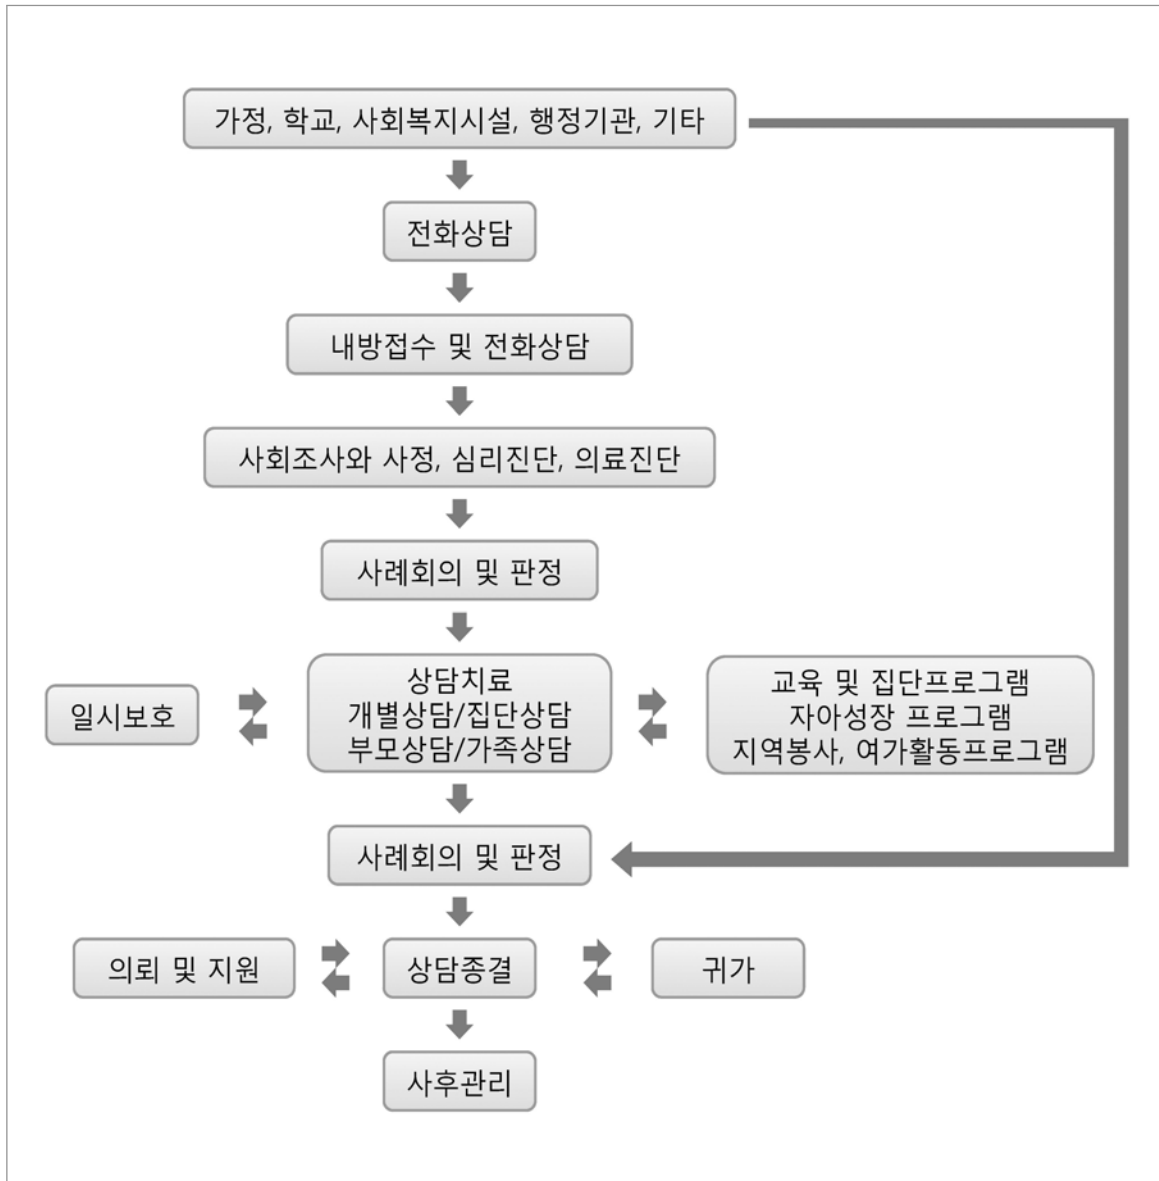 가정, 학교, 사회복지시설, 행정기관, 기타
전화상담
내방접수 및 전화상담
사회조사와 사정, 심리진단, 의료진단
사례회의 및 판정
일시보호
상담치료
개별상담/집단상담
부모상담/가족상담
교육 및 집단프로그램
자아성장 프로그램
지역봉사, 여가활동프로그램
사례회의 및 판정
의뢰 및 지원
상담종결
귀가
사후관리